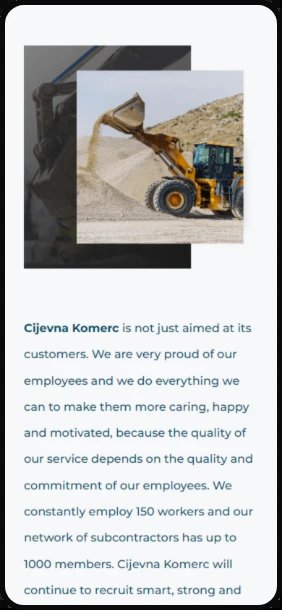 Cijevna Komerc is not just aimed at its
customers. We are very proud of our
employees and we do everything we
can to make them more caring, happy
and motivated, because the quality of
our service depends on the quality and
commitment of our employees. We
constantly employ 150 workers and our
network of subcontractors has up to
1000 members. Cijevna Komerc will
continue to recruit smart, strong and